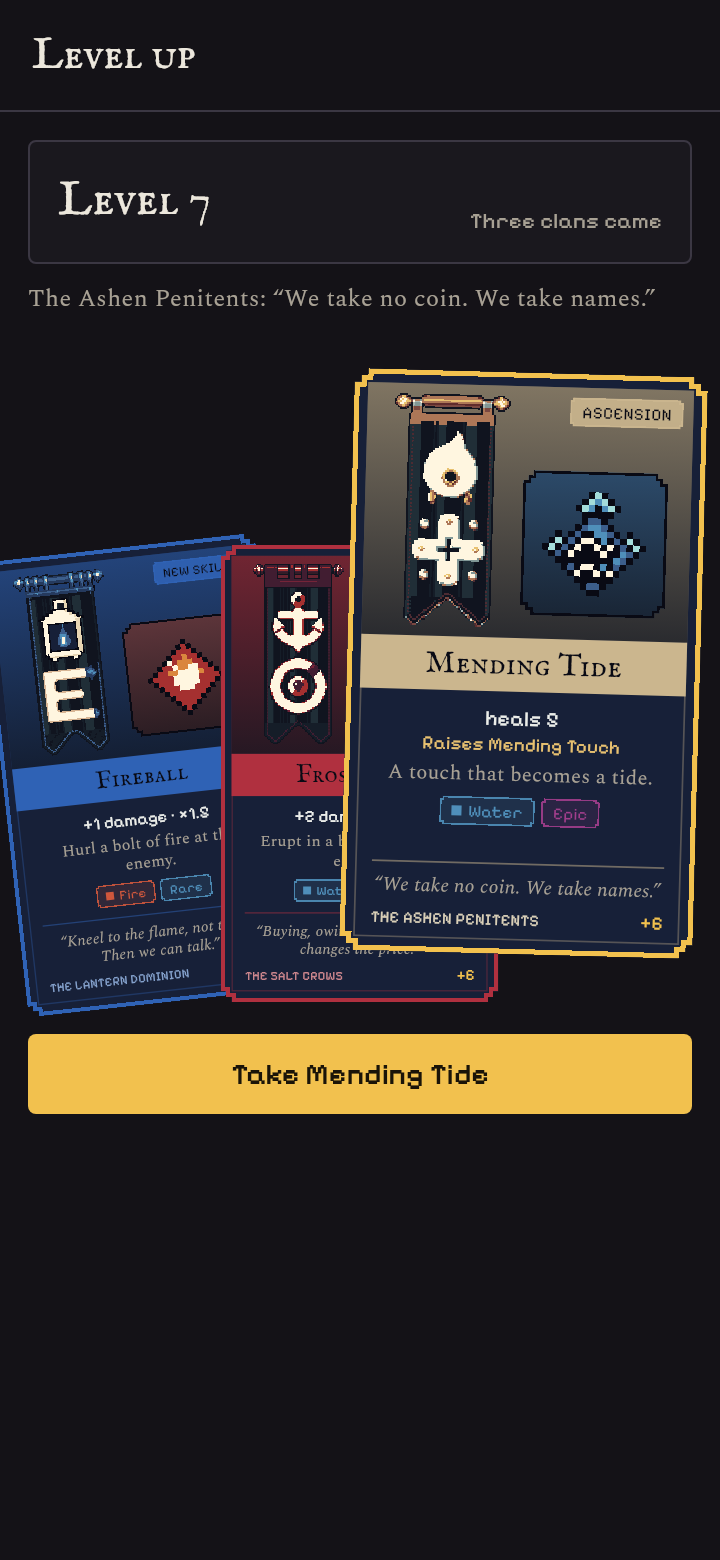 Level up
Level 7
Three clans came
The Ashen Penitents: “We take no coin. We take names.”
NEW
Fireball
+1 damage · ×1.8
Hurl a bolt of fire at
enemy.
Fire
Rare
“Kneel to the flame, not
Then we can talk.”
THE LANTERN DOMINION
+2
Erupt in a
“Buying,
changes the price.
THE SALT CROWS
+6
ASCENSION
Mending Tide
heals 8
Raises Mending Touch
A touch that becomes a tide.
Water
Epic
“We take no coin. We take names.”
THE ASHEN PENITENTS
+6
Take Mending Tide